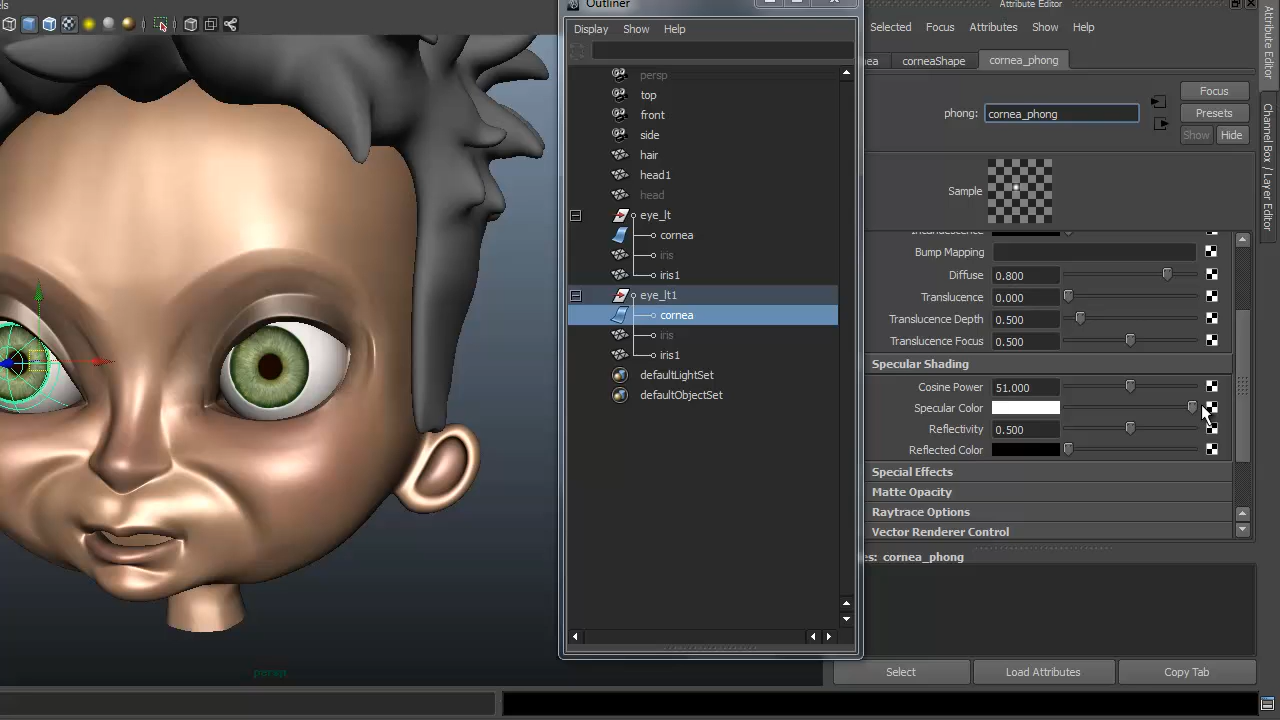 els
Outliner
Display Show Help
persp
top
front
side
hair
head1
head
eye_lt
cornea
iris
iris1
eye_lt1
cornea
iris
iris1
defaultLightSet
defaultObjectSet
persp
Attribute Editor
Selected Focus Attributes Show Help
nea corneaShape cornea_phong
phong: cornea_phong
Focus
Presets
Show Hide
Sample
Bump Mapping
Diffuse 0.800
Translucence 0.000
Translucence Depth 0.500
Translucence Focus 0.500
Specular Shading
Cosine Power 51.000
Specular Color
Reflectivity 0.500
Reflected Color
Special Effects
Matte Opacity
Raytrace Options
Vector Renderer Control
es: cornea_phong
Select Load Attributes Copy Tab
Attribute Editor
Channel Box / Layer Editor